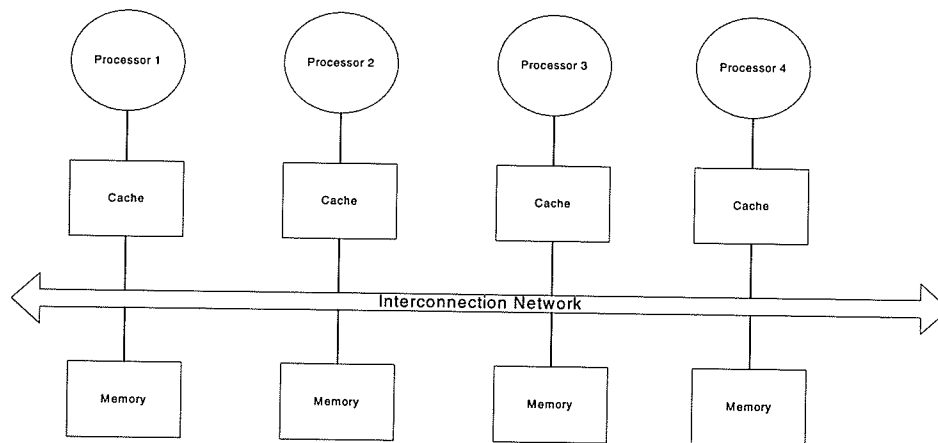 Processor 1
Processor 2
Processor 3
Processor 4
Cache
Cache
Cache
Cache
Interconnection Network
Memory
Memory
Memory
Memory